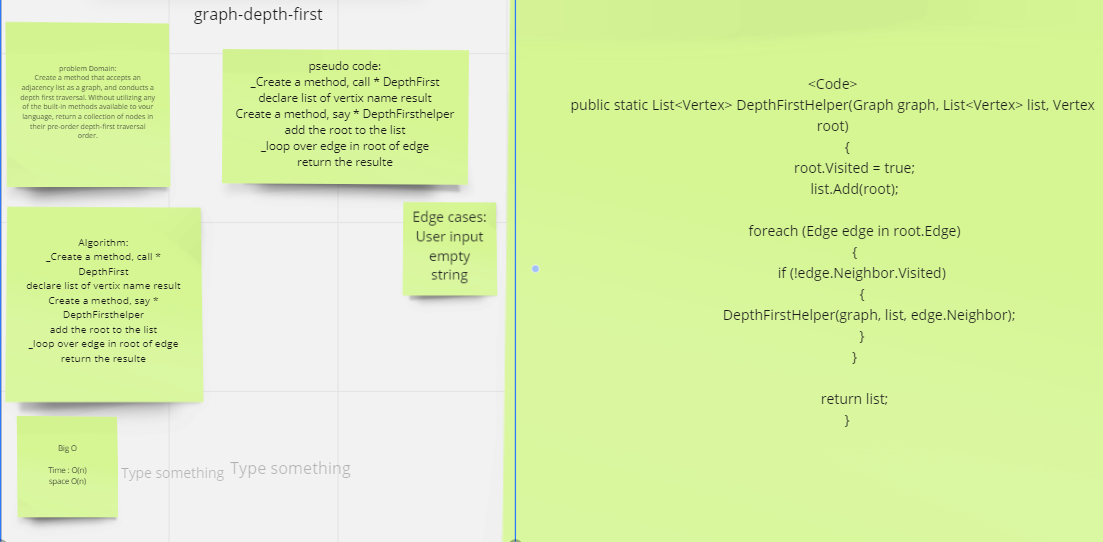 graph-depth-first
problem Domain:
Create a method that accepts an
adjacency list as a graph, and conducts a
depth first traversal. Without utilizing any
of the built-in methods available to your
language, return a collection of nodes in
their pre-order depth-first traversal
order.
pseudo code:
_Create a method, call * DepthFirst
declare list of vertix name result
Create a method, say * DepthFirsthelper
add the root to the list
_loop over edge in root of edge
return the resulte
Algorithm:
_Create a method, call *
DepthFirst
declare list of vertix name result
Create a method, say *
DepthFirsthelper
add the root to the list
_loop over edge in root of edge
return the resulte
Edge cases:
User input
empty
string
Big O
Time : O(n)
space O(n)
Type something
Type something
<Code>
public static List<Vertex> DepthFirstHelper(Graph graph, List<Vertex> list, Vertex
root)
{
root.Visited = true;
list.Add(root);
foreach (Edge edge in root.Edge)
{
if (!edge.Neighbor.Visited)
{
DepthFirstHelper(graph, list, edge.Neighbor);
}
}
return list;
}